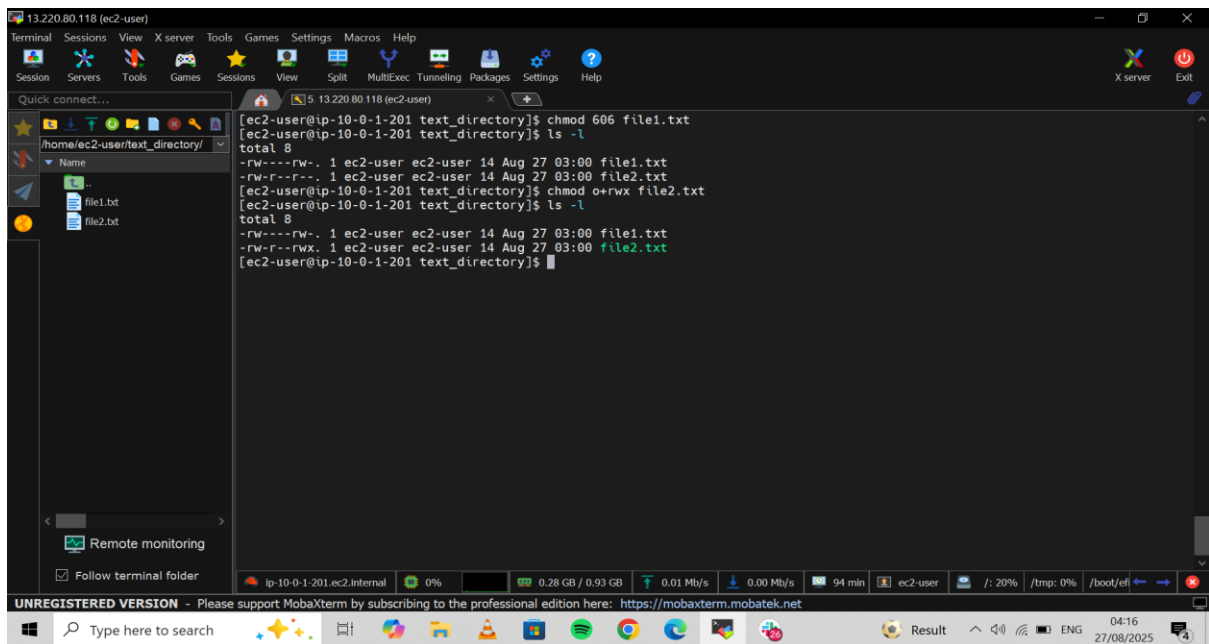 13.220.80.118 (ec2-user)
Terminal Sessions View X server Tools Games Settings Macros Help
Session Servers Tools Games Sessions View Split MultiExec Tunneling Packages Settings Help X server Exit
Quick connect...
5. 13.220.80.118 (ec2-user)
/home/ec2-user/text_directory/
Name
..
file1.txt
file2.txt
[ec2-user@ip-10-0-1-201 text_directory]$ chmod 606 file1.txt
[ec2-user@ip-10-0-1-201 text_directory]$ ls -l
total 8
-rw----rw-. 1 ec2-user ec2-user 14 Aug 27 03:00 file1.txt
-rw-r--r--. 1 ec2-user ec2-user 14 Aug 27 03:00 file2.txt
[ec2-user@ip-10-0-1-201 text_directory]$ chmod o+rwx file2.txt
[ec2-user@ip-10-0-1-201 text_directory]$ ls -l
total 8
-rw----rw-. 1 ec2-user ec2-user 14 Aug 27 03:00 file1.txt
-rw-r--rwx. 1 ec2-user ec2-user 14 Aug 27 03:00 file2.txt
[ec2-user@ip-10-0-1-201 text_directory]$
Remote monitoring
Follow terminal folder
ip-10-0-1-201.ec2.internal 0% 0.28 GB / 0.93 GB 0.01 Mb/s 0.00 Mb/s 94 min ec2-user /: 20% /tmp: 0% /boot/efi
UNREGISTERED VERSION - Please support MobaXterm by subscribing to the professional edition here: https://mobaxterm.mobatek.net
Type here to search
Result ENG
04:16
27/08/2025
4
26